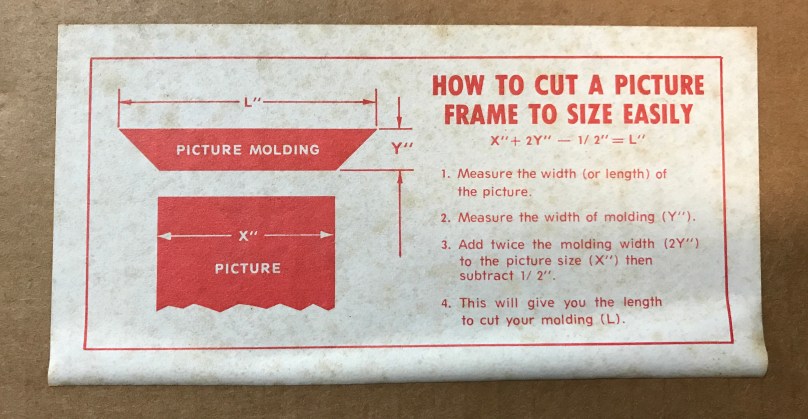 HOW TO CUT A PICTURE
FRAME TO SIZE EASILY
X"+ 2Y" — 1/2" = L"
L"
PICTURE MOLDING
Y"
X"
PICTURE
1. Measure the width (or length) of
the picture.
2. Measure the width of molding (Y").
3. Add twice the molding width (2Y")
to the picture size (X") then
subtract 1/2".
4. This will give you the length
to cut your molding (L).